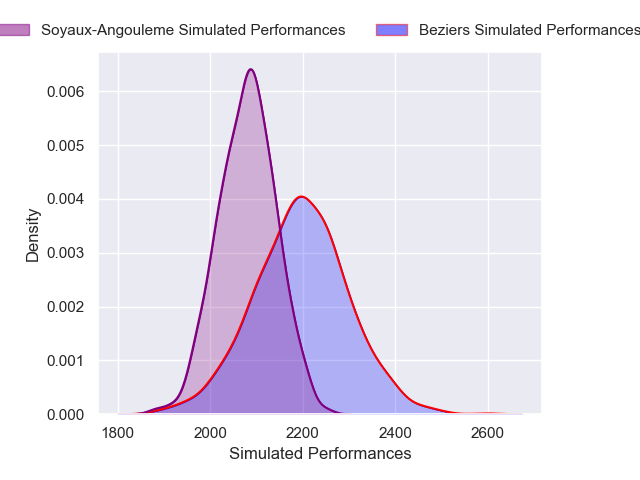 Soyaux-Angouleme Simulated Performances Beziers Simulated Performances
0.006
0.005
0.004
0.003
0.002
0.001
0.000
Density
1800 2000 2200 2400 2600
Simulated Performances